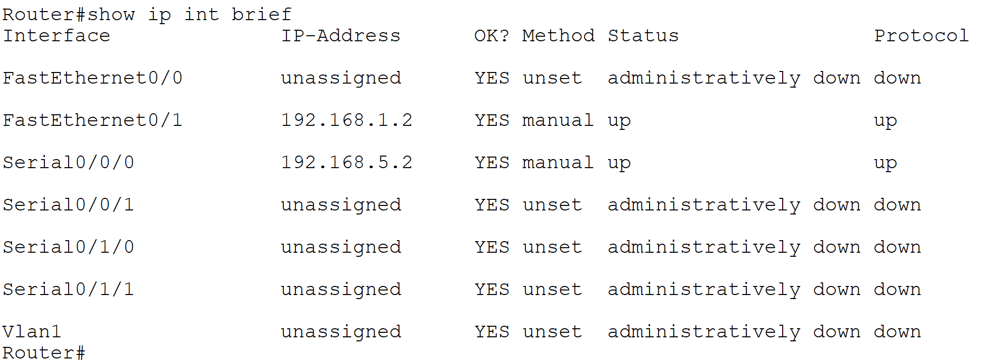 Router#show ip int brief
Interface              IP-Address      OK? Method Status                Protocol
FastEthernet0/0        unassigned      YES unset  administratively down down
FastEthernet0/1        192.168.1.2     YES manual up                    up
Serial0/0/0            192.168.5.2     YES manual up                    up
Serial0/0/1            unassigned      YES unset  administratively down down
Serial0/1/0            unassigned      YES unset  administratively down down
Serial0/1/1            unassigned      YES unset  administratively down down
Vlan1                  unassigned      YES unset  administratively down down
Router#